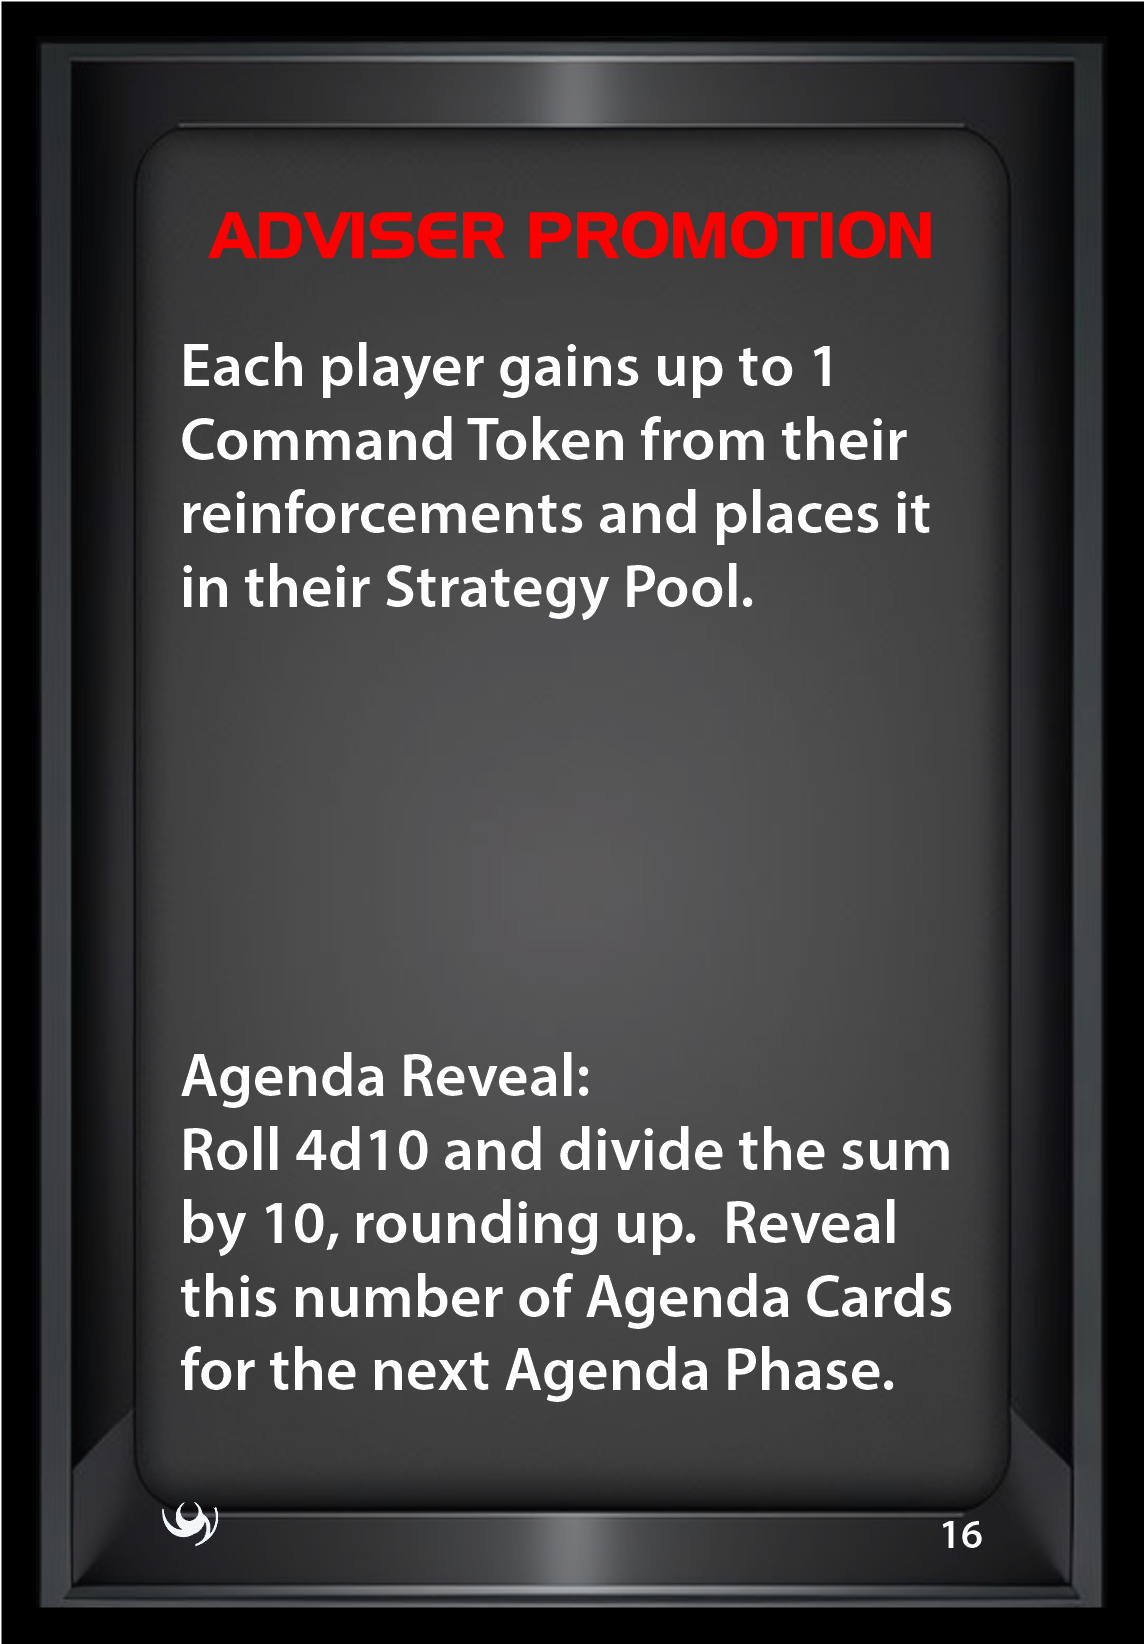 ADVISER PROMOTION
Each player gains up to 1
Command Token from their
reinforcements and places it
in their Strategy Pool.
Agenda Reveal:
Roll 4d10 and divide the sum
by 10, rounding up.  Reveal
this number of Agenda Cards
for the next Agenda Phase.
16